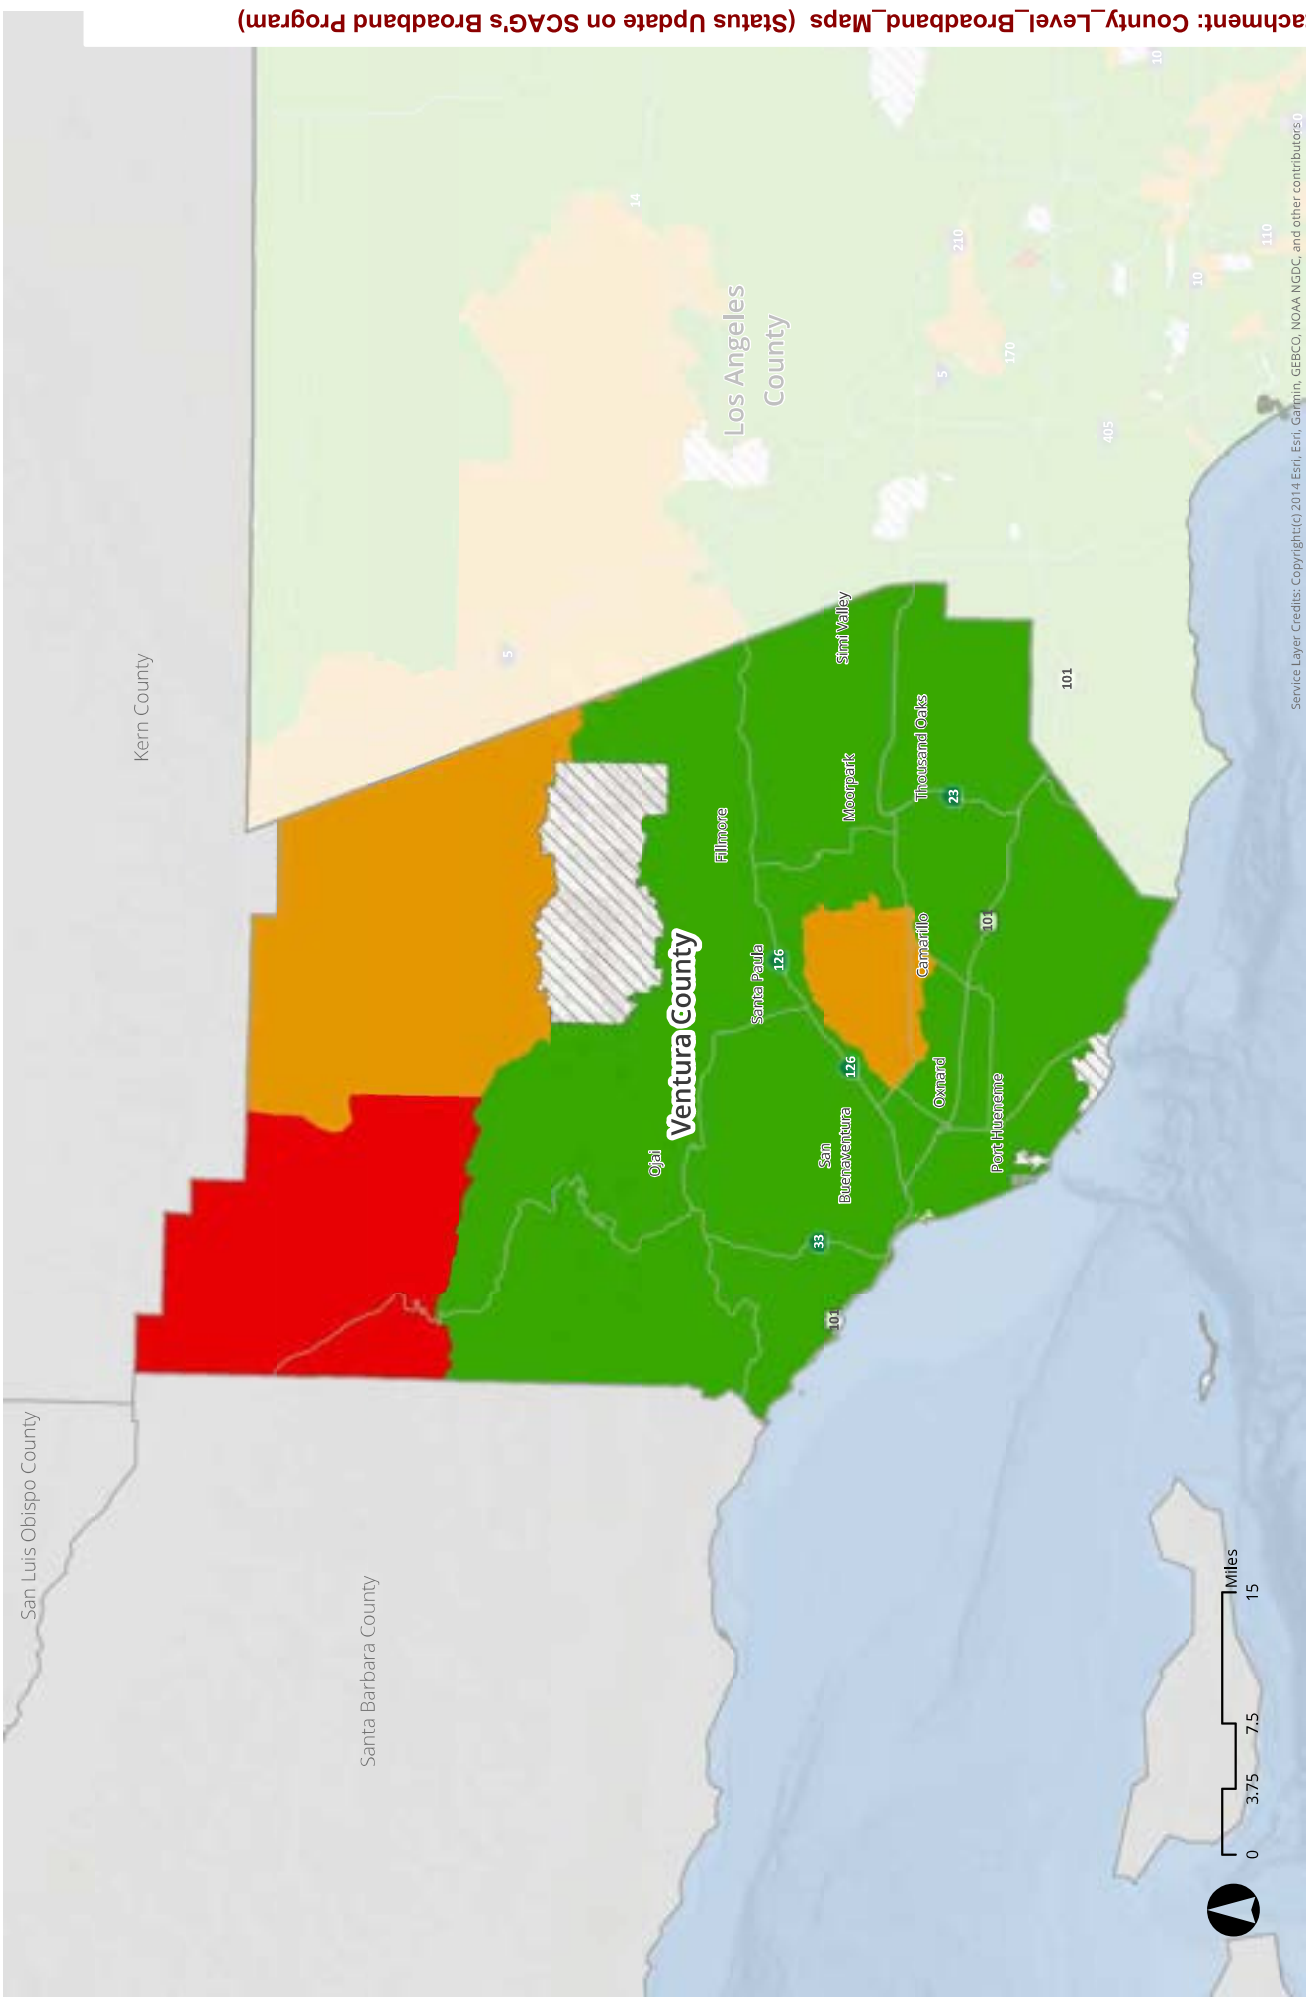 achment: County_Level_Broadband_Maps (Status Update on SCAG's Broadband Program)
San Luis Obispo County
Kern County
Santa Barbara County
Los Angeles
County
Ventura County
Ojai
Fillmore
Santa Paula
Simi Valley
Moorpark
Thousand Oaks
Camarillo
San
Buenaventura
Oxnard
Port Hueneme
5
14
126
126
33
101
101
101
23
5
210
170
405
10
10
110
0
0 3.75 7.5 15
Miles
Service Layer Credits: Copyright:(c) 2014 Esri, Esri, Garmin, GEBCO, NOAA NGDC, and other contributors